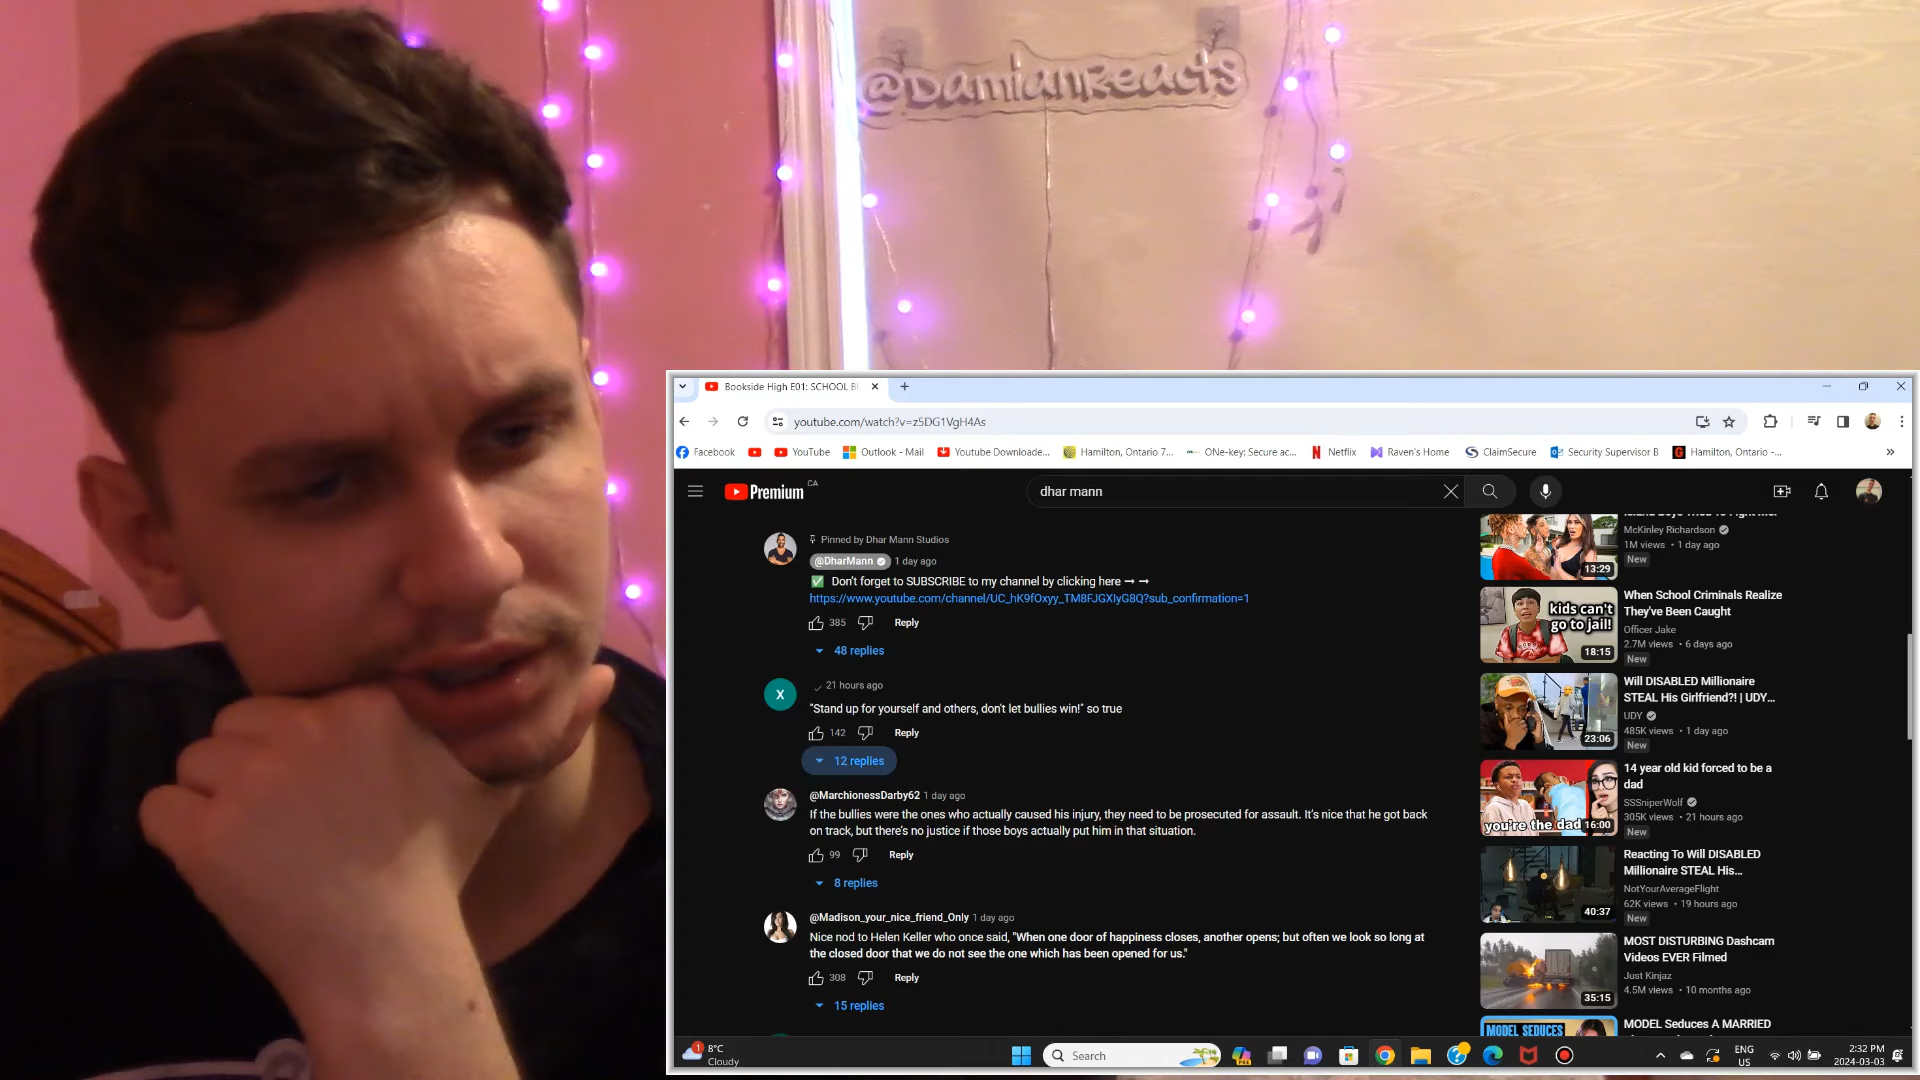 @DamianReacts
Bookside High E01: SCHOOL BU
youtube.com/watch?v=z5DG1VgH4As
Facebook
YouTube
Outlook - Mail
Youtube Downloade...
Hamilton, Ontario 7...
ONe-key: Secure ac...
Netflix
Raven's Home
ClaimSecure
Security Supervisor B
Hamilton, Ontario -...
»
Premium CA
dhar mann
Pinned by Dhar Mann Studios
@DharMann 1 day ago
✅ Don't forget to SUBSCRIBE to my channel by clicking here ➞ ➞
https://www.youtube.com/channel/UC_hK9fOxyy_TM8FJGXIyG8Q?sub_confirmation=1
385 Reply
48 replies
X
21 hours ago
"Stand up for yourself and others, don't let bullies win!" so true
142 Reply
12 replies
@MarchionessDarby62 1 day ago
If the bullies were the ones who actually caused his injury, they need to be prosecuted for assault. It's nice that he got back
on track, but there's no justice if those boys actually put him in that situation.
99 Reply
8 replies
@Madison_your_nice_friend_Only 1 day ago
Nice nod to Helen Keller who once said, "When one door of happiness closes, another opens; but often we look so long at
the closed door that we do not see the one which has been opened for us."
308 Reply
15 replies
Island Boys Tried To Fight Me!
McKinley Richardson
1M views • 1 day ago
New
13:29
When School Criminals Realize
They've Been Caught
Officer Jake
2.7M views • 6 days ago
New
kids can't
go to jail!
18:15
Will DISABLED Millionaire
STEAL His Girlfriend?! | UDY...
UDY
485K views • 1 day ago
New
23:06
14 year old kid forced to be a
dad
SSSniperWolf
305K views • 21 hours ago
New
you're the dad
16:00
Reacting To Will DISABLED
Millionaire STEAL His...
NotYourAverageFlight
62K views • 19 hours ago
New
40:37
MOST DISTURBING Dashcam
Videos EVER Filmed
Just Kinjaz
4.5M views • 10 months ago
35:15
MODEL Seduces A MARRIED
MODEL SEDUCES
1
8°C
Cloudy
Search
ENG
US
2:32 PM
2024-03-03